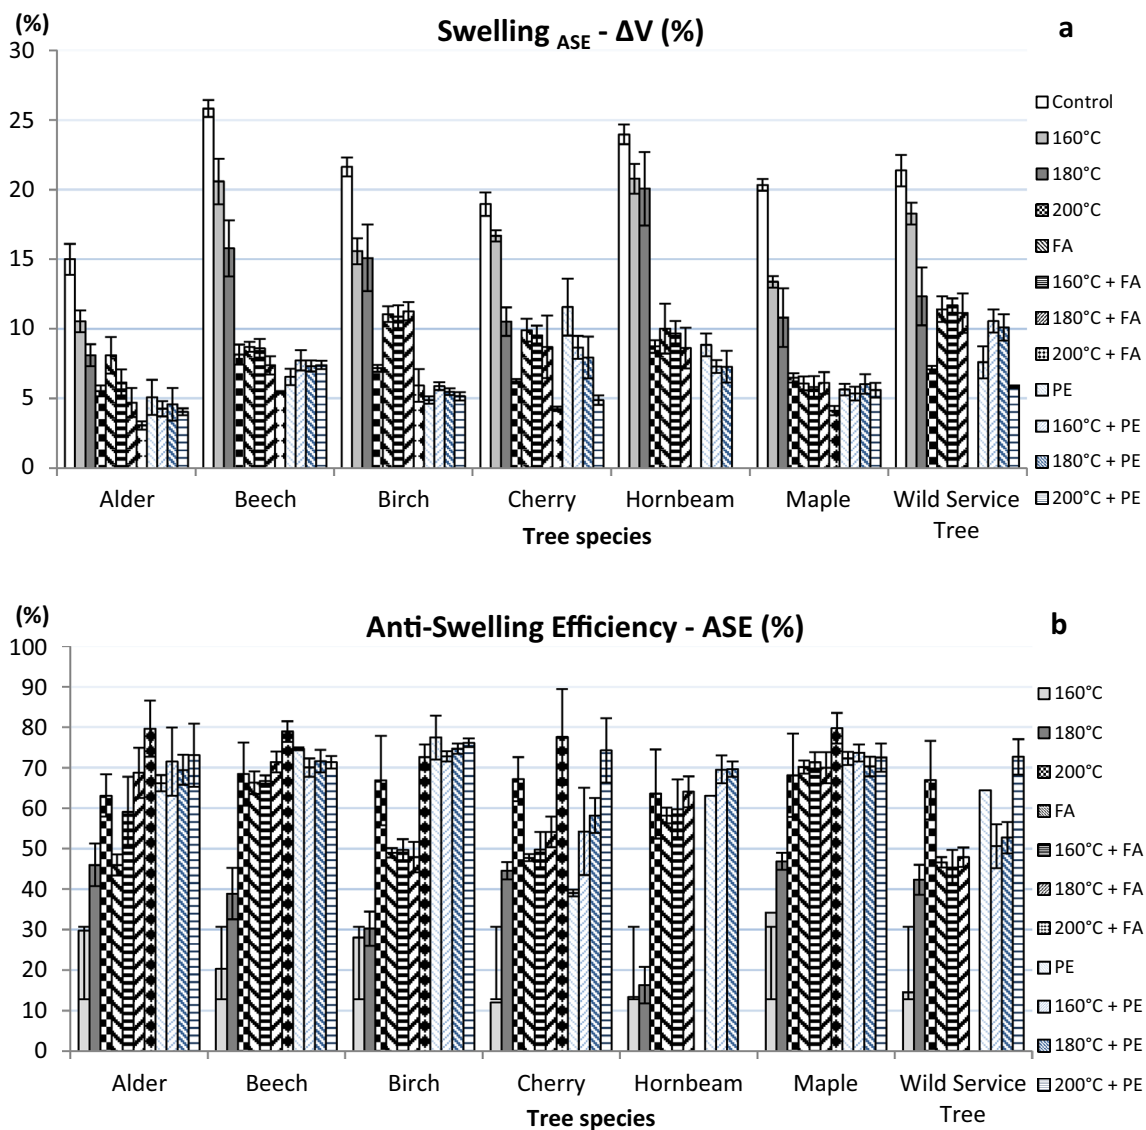 (%)
Swelling ASE - ΔV (%)
a
30
25
20
15
10
5
0
Alder
Beech
Birch
Cherry
Hornbeam
Maple
Wild Service
Tree
Tree species
Control
160°C
180°C
200°C
FA
160°C + FA
180°C + FA
200°C + FA
PE
160°C + PE
180°C + PE
200°C + PE
(%)
Anti-Swelling Efficiency - ASE (%)
b
100
90
80
70
60
50
40
30
20
10
0
Alder
Beech
Birch
Cherry
Hornbeam
Maple
Wild Service
Tree
Tree species
160°C
180°C
200°C
FA
160°C + FA
180°C + FA
200°C + FA
PE
160°C + PE
180°C + PE
200°C + PE